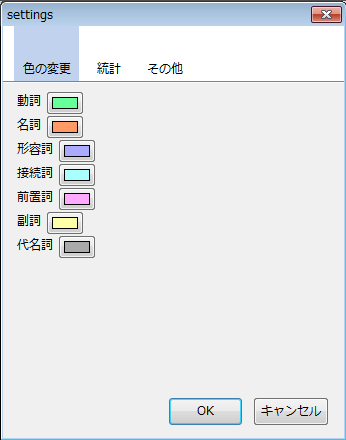 settings
色の変更 統計 その他
動詞
名詞
形容詞
接続詞
前置詞
副詞
代名詞
OK キャンセル